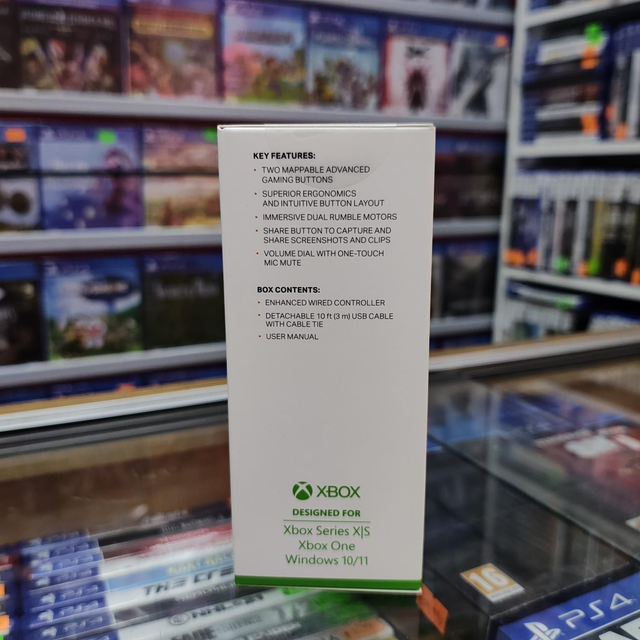 KEY FEATURES:
• TWO MAPPABLE ADVANCED
GAMING BUTTONS
• SUPERIOR ERGONOMICS
AND INTUITIVE BUTTON LAYOUT
• IMMERSIVE DUAL RUMBLE MOTORS
• SHARE BUTTON TO CAPTURE AND
SHARE SCREENSHOTS AND CLIPS
• VOLUME DIAL WITH ONE-TOUCH
MIC MUTE
BOX CONTENTS:
• ENHANCED WIRED CONTROLLER
• DETACHABLE 10 ft (3 m) USB CABLE
WITH CABLE TIE
• USER MANUAL
XBOX
DESIGNED FOR
Xbox Series X|S
Xbox One
Windows 10/11
16
PS4